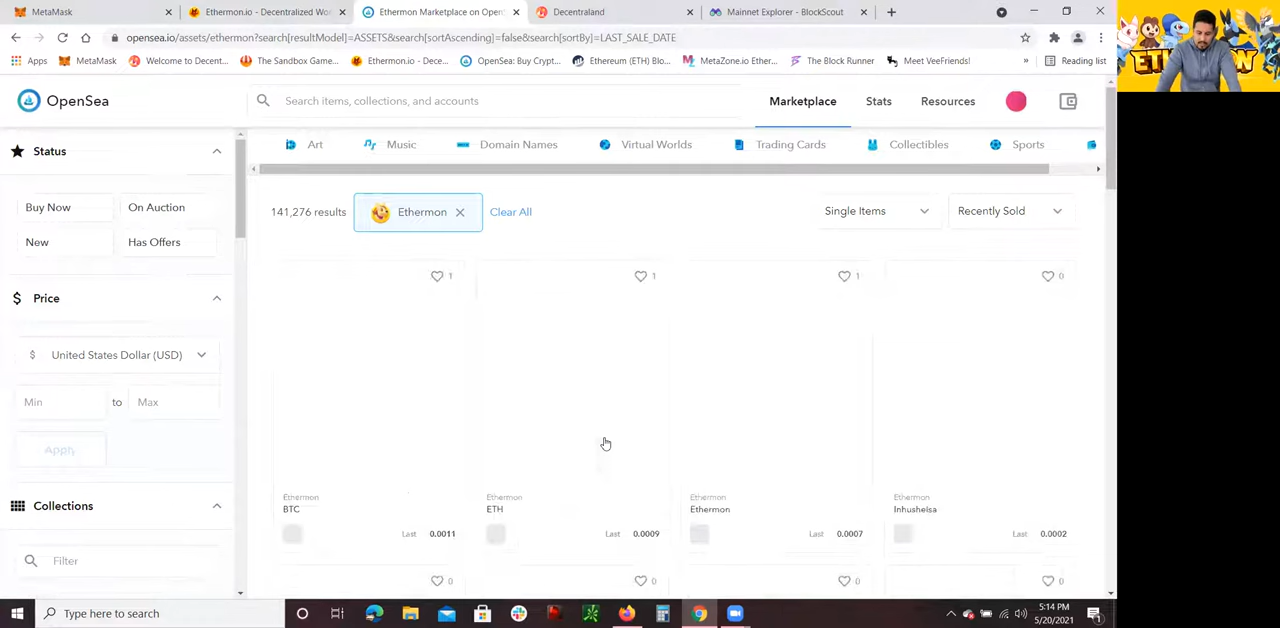 MetaMask
Ethermon.io - Decentralized Wo
Ethermon Marketplace on Open
Decentraland
Mainnet Explorer - BlockScout
opensea.io/assets/ethermon?search[resultModel]=ASSETS&search[sortAscending]=false&search[sortBy]=LAST_SALE_DATE
Apps
MetaMask
Welcome to Decent...
The Sandbox Game...
Ethermon.io - Dece...
OpenSea: Buy Crypt...
Ethereum (ETH) Blo...
MetaZone.io Ether...
The Block Runner
Meet VeeFriends!
»
Reading list
OpenSea
Search items, collections, and accounts
Marketplace
Stats
Resources
Status
Art
Music
Domain Names
Virtual Worlds
Trading Cards
Collectibles
Sports
Buy Now
On Auction
New
Has Offers
141,276 results
Ethermon
Clear All
Single Items
Recently Sold
$ Price
$ United States Dollar (USD)
Min
to
Max
Apply
1
1
1
0
Collections
Filter
Ethermon
BTC
Last 0.0011
Ethermon
ETH
Last 0.0009
Ethermon
Ethermon
Last 0.0007
Ethermon
Inhushelsa
Last 0.0002
0
0
0
0
Type here to search
5:14 PM
5/20/2021